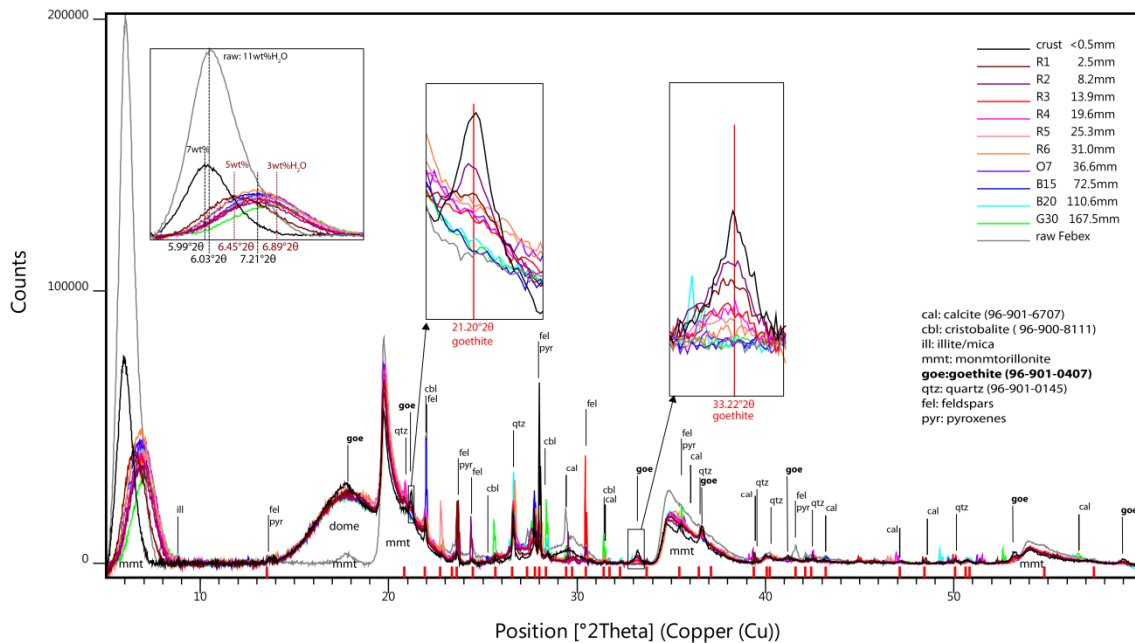 200000
100000
0
Counts
raw: 11wt%H2O
7wt%
5wt%
3wt%H2O
5.99°2θ
6.03°2θ
6.45°2θ
7.21°2θ
6.89°2θ
21.20°2θ
goethite
33.22°2θ
goethite
crust <0.5mm
R1 2.5mm
R2 8.2mm
R3 13.9mm
R4 19.6mm
R5 25.3mm
R6 31.0mm
O7 36.6mm
B15 72.5mm
B20 110.6mm
G30 167.5mm
raw Febex
cal: calcite (96-901-6707)
cbl: cristobalite ( 96-900-8111)
ill: illite/mica
mmt: monmtorillonite
goe:goethite (96-901-0407)
qtz: quartz (96-901-0145)
fel: feldspars
pyr: pyroxenes
mmt
ill
fel
pyr
goe
dome
mmt
mmt
qtz
goe
cbl
fel
fel
pyr
fel
cbl
qtz
fel
pyr
cbl
cal
fel
cbl
cal
goe
mmt
fel
pyr
cal
qtz
goe
cal
qtz
qtz
goe
fel
pyr
qtz
cal
cal
cal
qtz
goe
mmt
cal
goe
10
20
30
40
50
Position [°2Theta] (Copper (Cu))